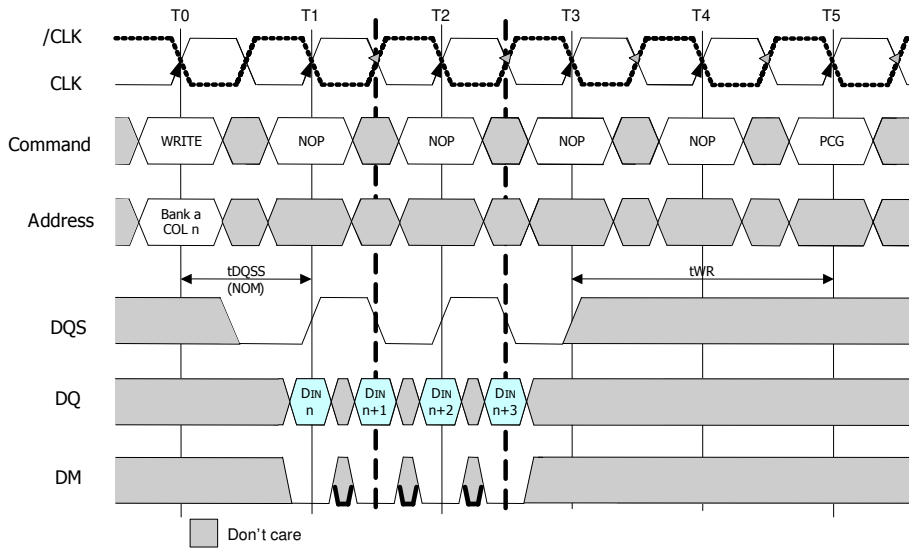 T0 T1 T2 T3 T4 T5
/CLK
CLK
Command WRITE NOP NOP NOP NOP PCG
Address Bank a
COL n
tDQSS
(NOM)
tWR
DQS
DQ DIN DIN DIN DIN
n n+1 n+2 n+3
DM
Don't care